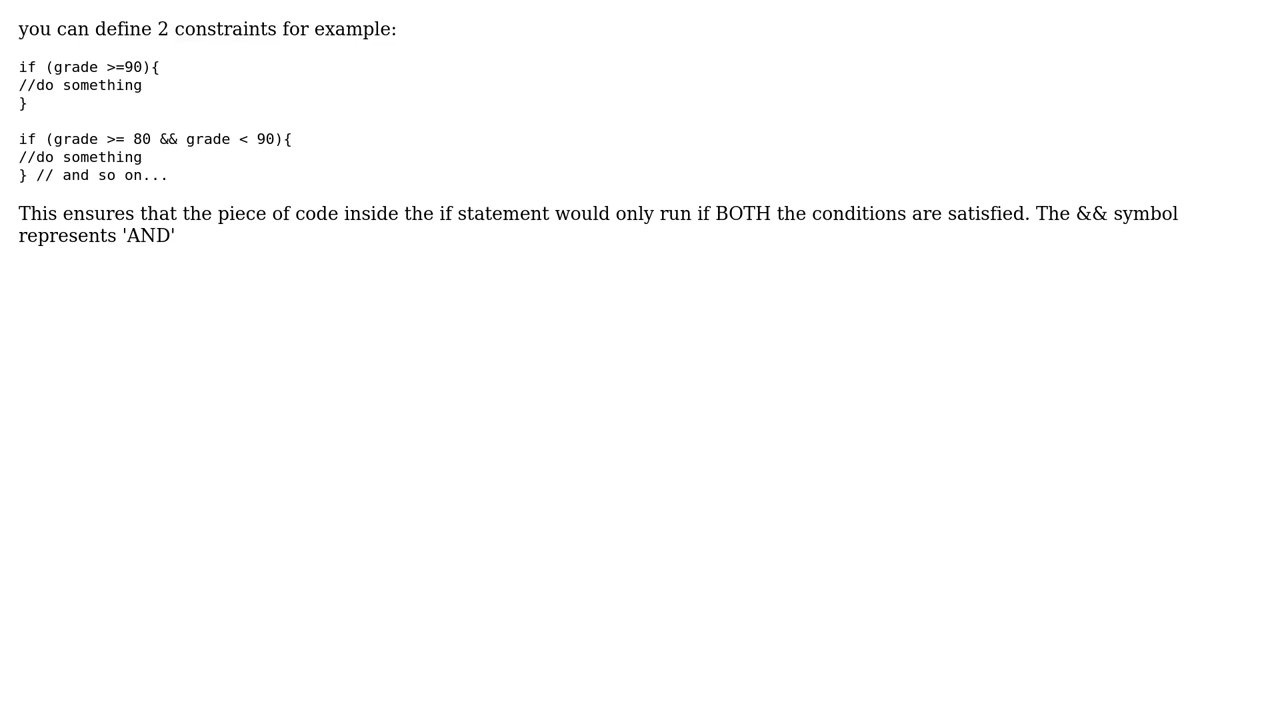 you can define 2 constraints for example:
if (grade >=90){
//do something
}
if (grade >= 80 && grade < 90){
//do something
} // and so on...
This ensures that the piece of code inside the if statement would only run if BOTH the conditions are satisfied. The && symbol
represents 'AND'